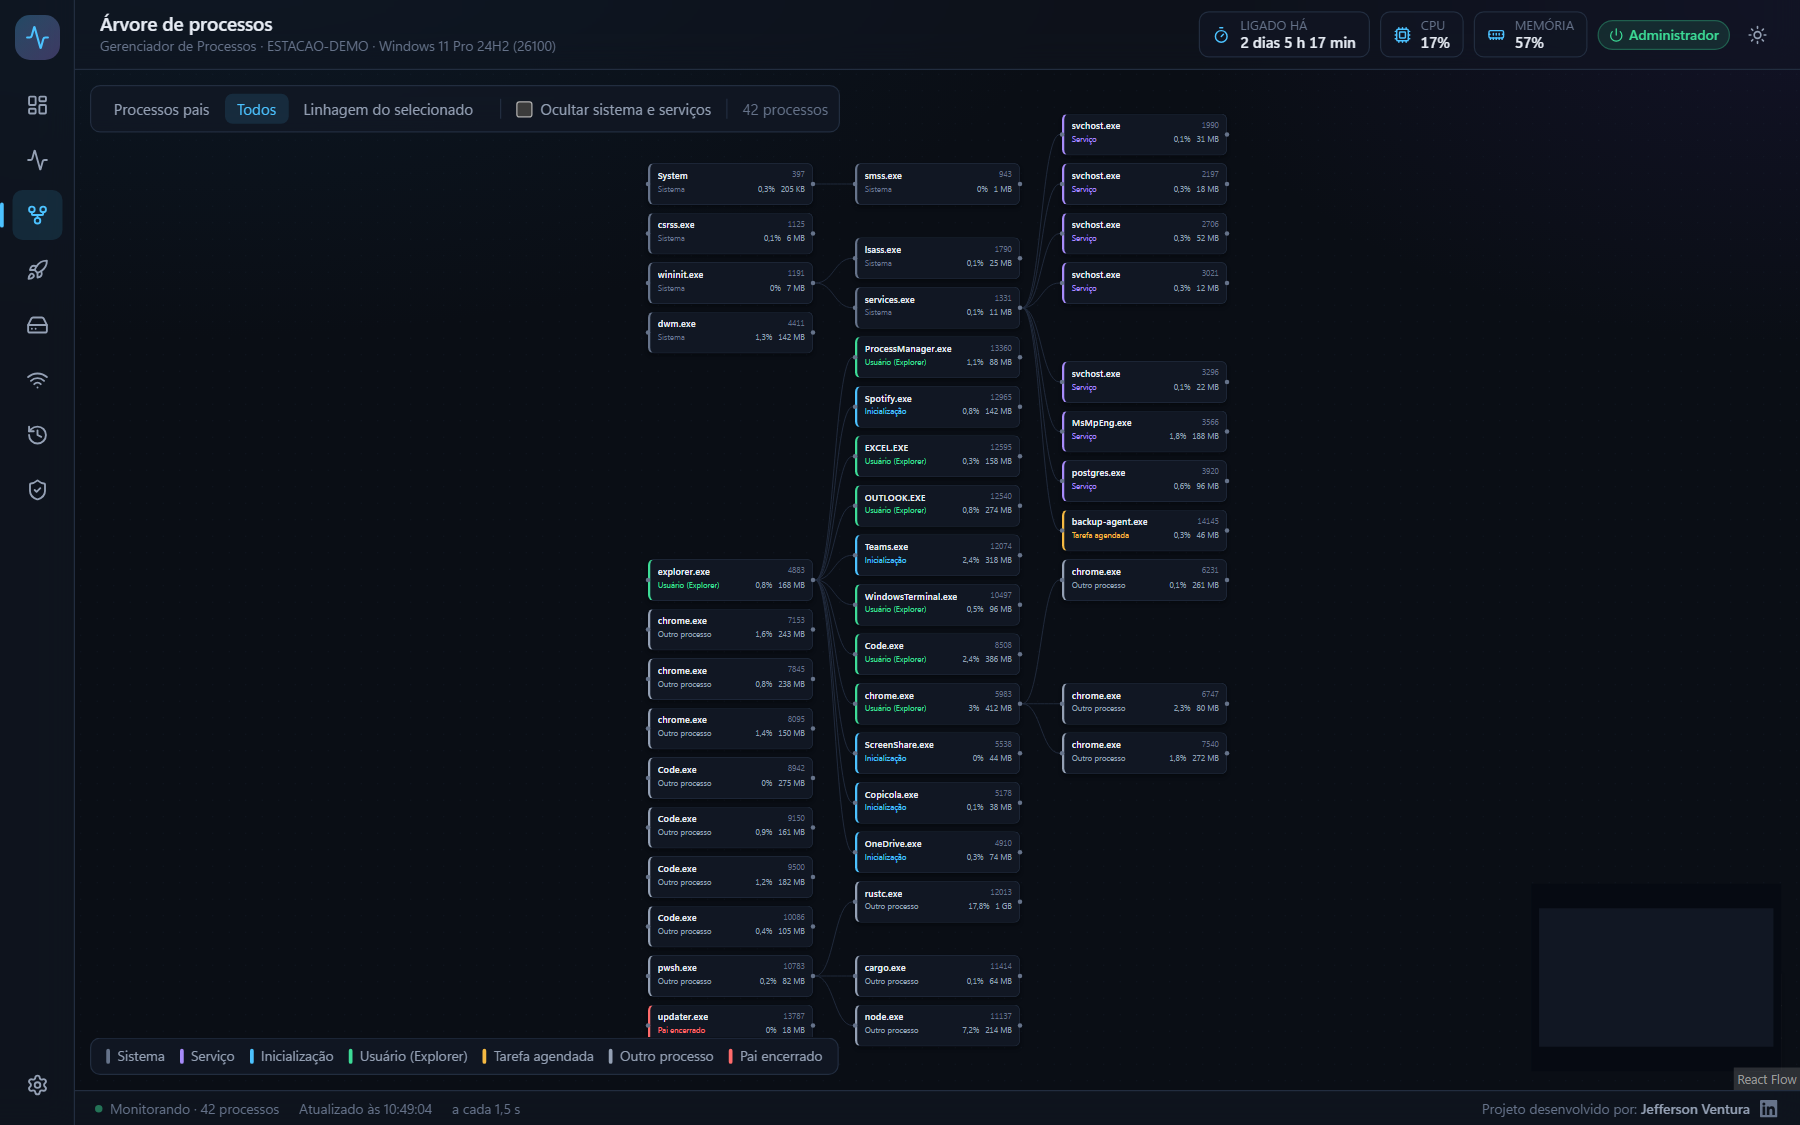 Árvore de processos
Gerenciador de Processos · ESTACAO-DEMO · Windows 11 Pro 24H2 (26100)
LIGADO HÁ
2 dias 5 h 17 min
CPU
17%
MEMÓRIA
57%
Administrador
Processos pais
Todos
Linhagem do selecionado
Ocultar sistema e serviços
42 processos
System 397
Sistema 0,3% 205 KB
csrss.exe 1125
Sistema 0,1% 6 MB
wininit.exe 1191
Sistema 0% 7 MB
dwm.exe 4411
Sistema 1,3% 142 MB
explorer.exe 4883
Usuário (Explorer) 0,8% 168 MB
chrome.exe 7153
Outro processo 1,6% 243 MB
chrome.exe 7845
Outro processo 0,8% 238 MB
chrome.exe 8095
Outro processo 1,4% 150 MB
Code.exe 8942
Outro processo 0% 275 MB
Code.exe 9150
Outro processo 0,9% 161 MB
Code.exe 9500
Outro processo 1,2% 182 MB
Code.exe 10086
Outro processo 0,4% 105 MB
pwsh.exe 10783
Outro processo 0,2% 82 MB
updater.exe 13787
Pai encerrado 0% 18 MB
smss.exe 943
Sistema 0% 1 MB
lsass.exe 1790
Sistema 0,1% 25 MB
services.exe 1331
Sistema 0,1% 11 MB
ProcessManager.exe 13360
Usuário (Explorer) 1,1% 88 MB
Spotify.exe 12965
Inicialização 0,8% 142 MB
EXCEL.EXE 12595
Usuário (Explorer) 0,3% 158 MB
OUTLOOK.EXE 12540
Usuário (Explorer) 0,8% 274 MB
Teams.exe 12074
Inicialização 2,4% 318 MB
WindowsTerminal.exe 10497
Usuário (Explorer) 0,5% 96 MB
Code.exe 8508
Usuário (Explorer) 2,4% 386 MB
chrome.exe 5983
Usuário (Explorer) 3% 412 MB
ScreenShare.exe 5538
Inicialização 0% 44 MB
Copicola.exe 5178
Inicialização 0,1% 38 MB
OneDrive.exe 4910
Inicialização 0,3% 74 MB
rustc.exe 12013
Outro processo 17,8% 1 GB
cargo.exe 11414
Outro processo 0,1% 64 MB
node.exe 11137
Outro processo 7,2% 214 MB
svchost.exe 1990
Serviço 0,1% 31 MB
svchost.exe 2197
Serviço 0,3% 18 MB
svchost.exe 2706
Serviço 0,3% 52 MB
svchost.exe 3021
Serviço 0,3% 12 MB
svchost.exe 3296
Serviço 0,1% 22 MB
MsMpEng.exe 3566
Serviço 1,8% 188 MB
postgres.exe 3920
Serviço 0,6% 96 MB
backup-agent.exe 14145
Tarefa agendada 0,3% 46 MB
chrome.exe 6231
Outro processo 0,1% 261 MB
chrome.exe 6747
Outro processo 2,3% 80 MB
chrome.exe 7540
Outro processo 1,8% 272 MB
Sistema
Serviço
Inicialização
Usuário (Explorer)
Tarefa agendada
Outro processo
Pai encerrado
React Flow
Monitorando · 42 processos
Atualizado às 10:49:04
a cada 1,5 s
Projeto desenvolvido por: Jefferson Ventura